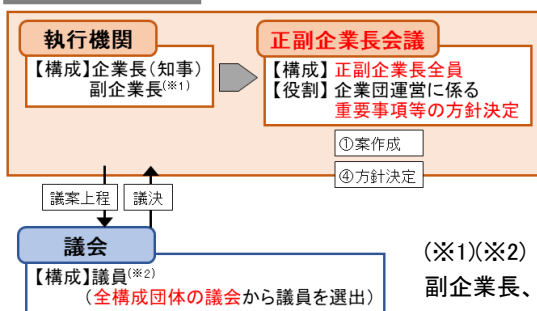 執行機関
【構成】企業長(知事)
副企業長(※1)
正副企業長会議
【構成】正副企業長全員
【役割】企業団運営に係る
重要事項等の方針決定
①案作成
④方針決定
議案上程
議決
議会
【構成】議員(※2)
(全構成団体の議会から議員を選出)
(※1)(※2)
副企業長、